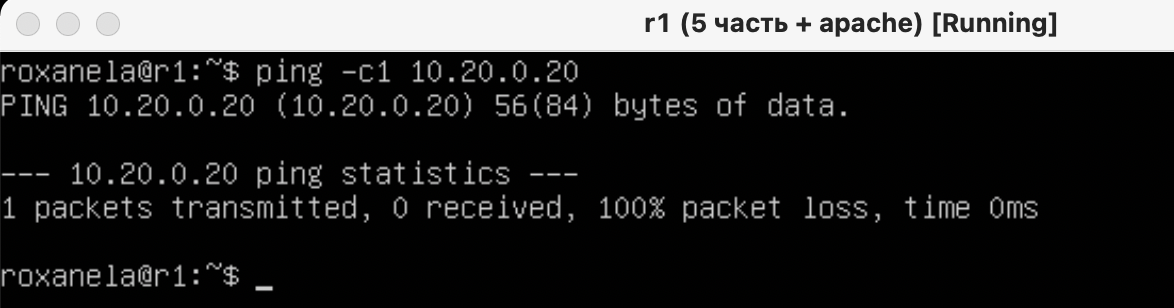 r1 (5 часть + apache) [Running]
roxanela@r1:~$ ping -c1 10.20.0.20
PING 10.20.0.20 (10.20.0.20) 56(84) bytes of data.
--- 10.20.0.20 ping statistics ---
1 packets transmitted, 0 received, 100% packet loss, time 0ms
roxanela@r1:~$ _